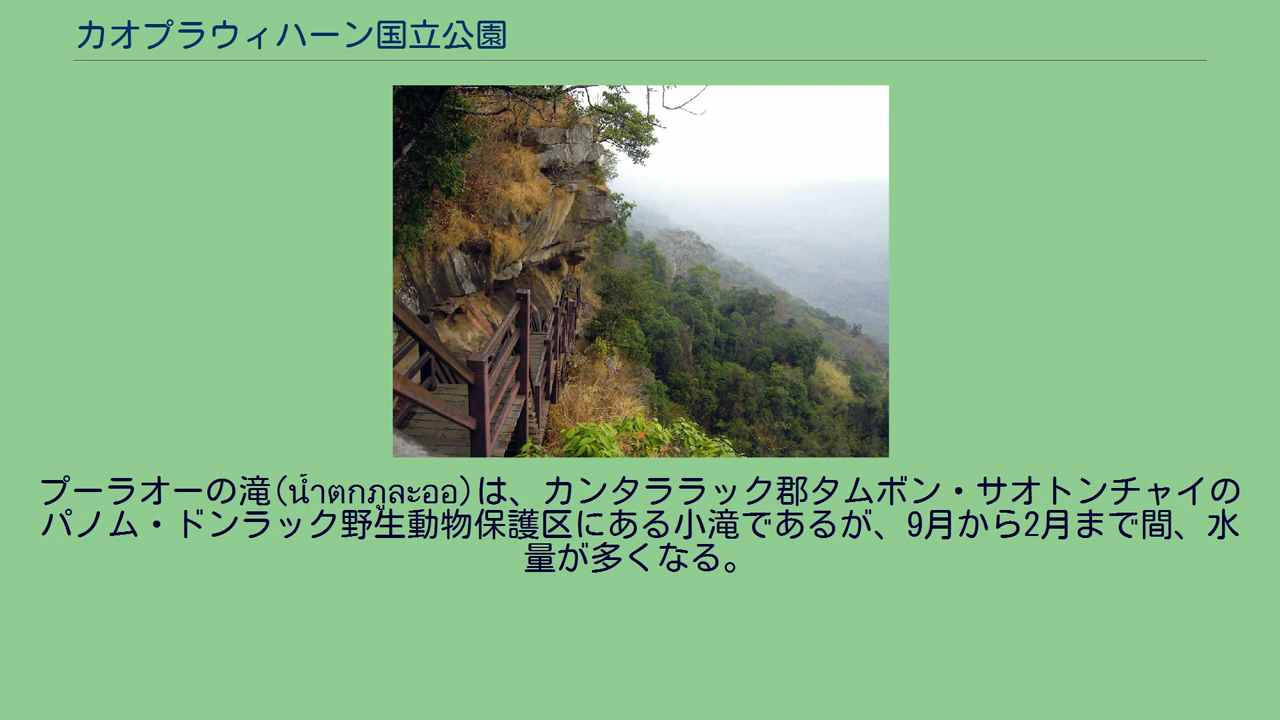 カオプラウィハーン国立公園
プーラオーの滝(น้ำตกภูละออ)は、カンタララック郡タムボン・サオトンチャイの
パノム・ドンラック野生動物保護区にある小滝であるが、9月から2月まで間、水
量が多くなる。